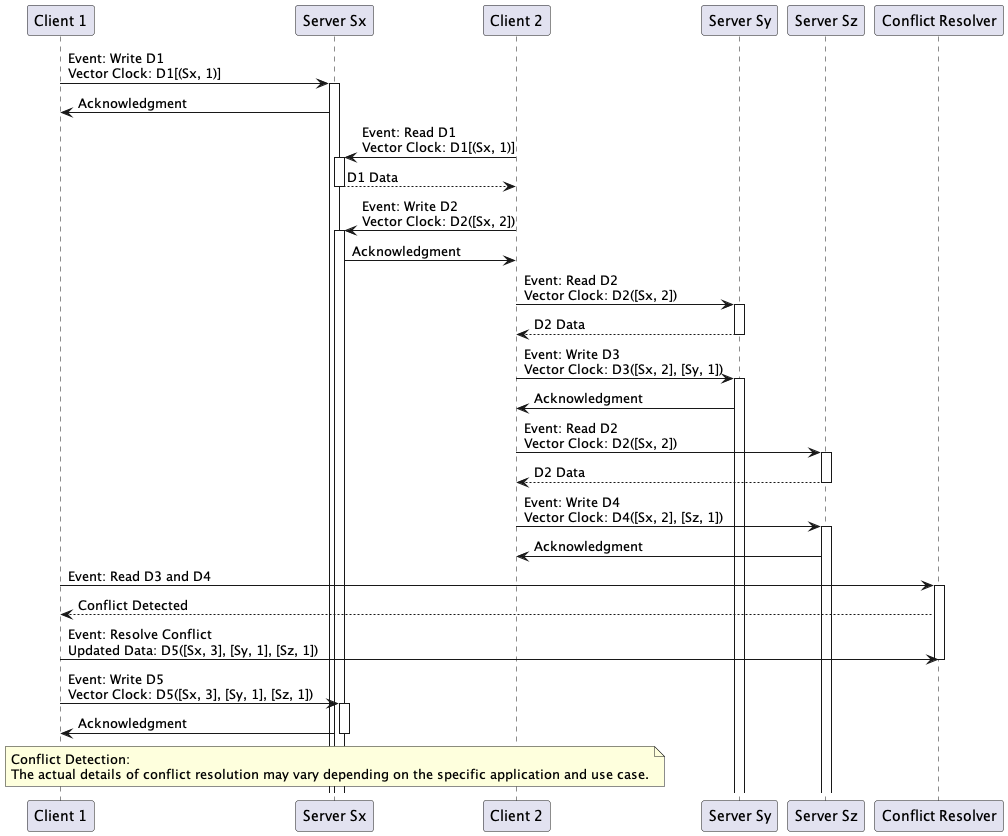 Client 1
Server Sx
Client 2
Server Sy
Server Sz
Conflict Resolver
Event: Write D1
Vector Clock: D1[(Sx, 1)]
Acknowledgment
Event: Read D1
Vector Clock: D1[(Sx, 1)]
D1 Data
Event: Write D2
Vector Clock: D2([Sx, 2])
Acknowledgment
Event: Read D2
Vector Clock: D2([Sx, 2])
D2 Data
Event: Write D3
Vector Clock: D3([Sx, 2], [Sy, 1])
Acknowledgment
Event: Read D2
Vector Clock: D2([Sx, 2])
D2 Data
Event: Write D4
Vector Clock: D4([Sx, 2], [Sz, 1])
Acknowledgment
Event: Read D3 and D4
Conflict Detected
Event: Resolve Conflict
Updated Data: D5([Sx, 3], [Sy, 1], [Sz, 1])
Event: Write D5
Vector Clock: D5([Sx, 3], [Sy, 1], [Sz, 1])
Acknowledgment
Conflict Detection:
The actual details of conflict resolution may vary depending on the specific application and use case.
Client 1
Server Sx
Client 2
Server Sy
Server Sz
Conflict Resolver